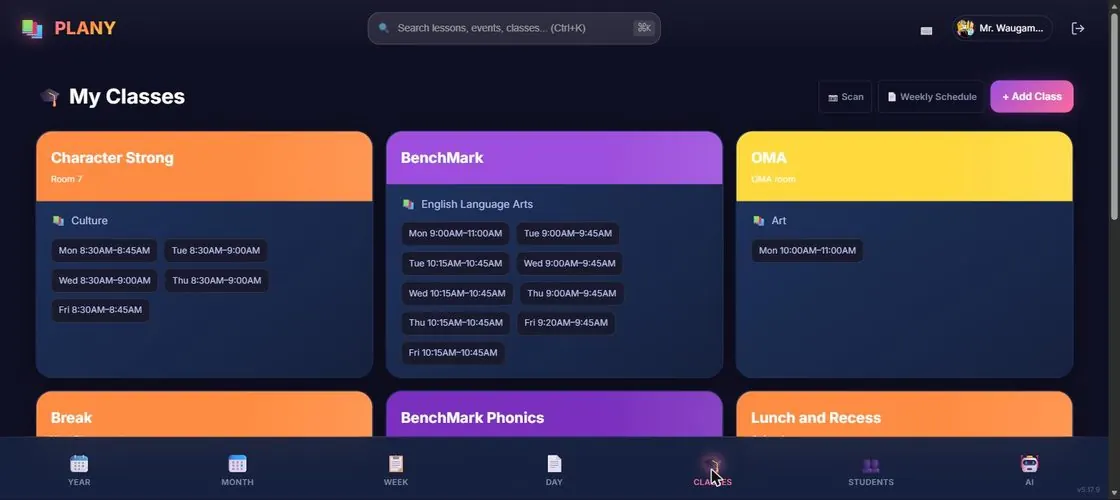 PLANY
Search lessons, events, classes... (Ctrl+K)
⌘K
Mr. Waugam...
My Classes
Scan
Weekly Schedule
+ Add Class
Character Strong
Room 7
Culture
Mon 8:30AM–8:45AM
Tue 8:30AM–9:00AM
Wed 8:30AM–9:00AM
Thu 8:30AM–9:00AM
Fri 8:30AM–8:45AM
BenchMark
English Language Arts
Mon 9:00AM–11:00AM
Tue 9:00AM–9:45AM
Tue 10:15AM–10:45AM
Wed 9:00AM–9:45AM
Wed 10:15AM–10:45AM
Thu 9:00AM–9:45AM
Thu 10:15AM–10:45AM
Fri 9:20AM–9:45AM
Fri 10:15AM–10:45AM
OMA
OMA room
Art
Mon 10:00AM–11:00AM
Break
BenchMark Phonics
Lunch and Recess
YEAR
MONTH
WEEK
DAY
CLASSES
STUDENTS
AI
v5.17.9